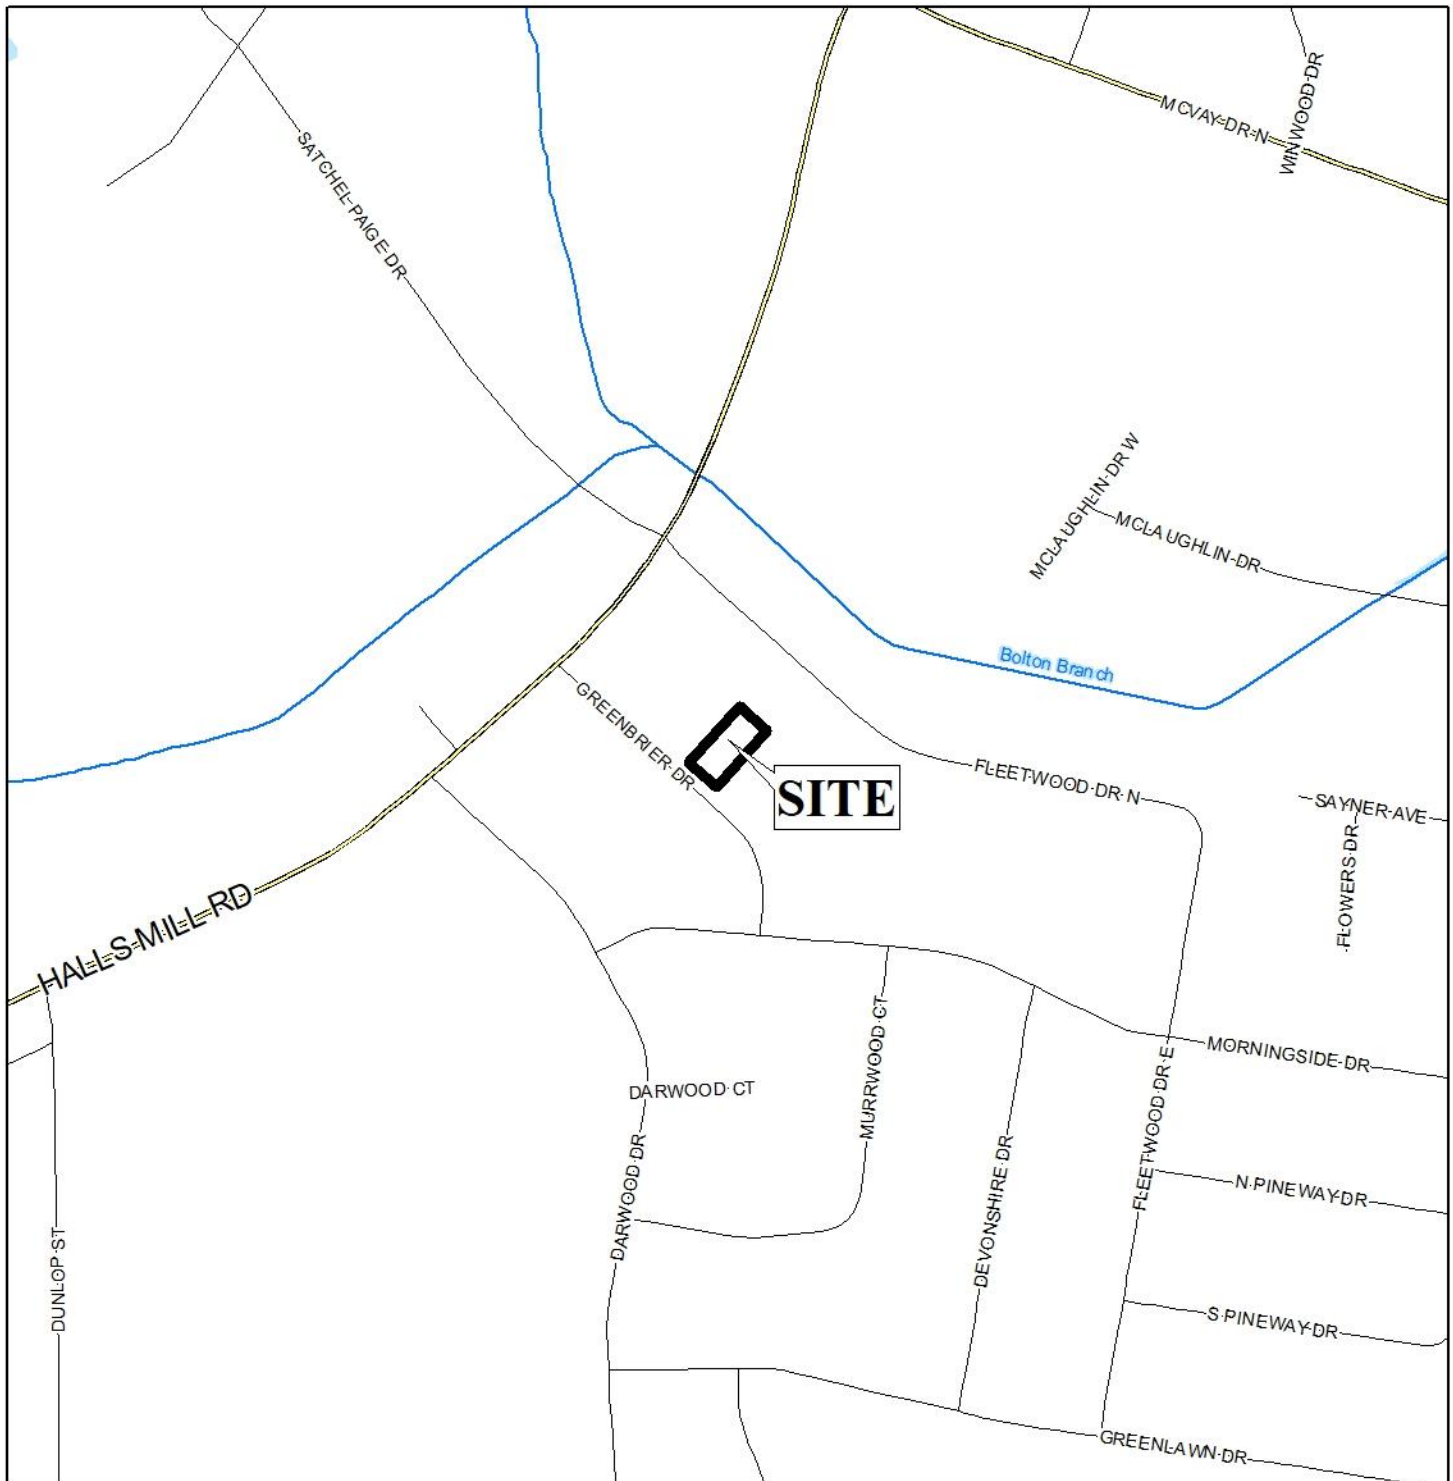 MCVAY DR N
WINWOOD DR
SATCHEL PAIGE DR
MCLAUGHLIN DR W
MCLAUGHLIN DR
Bolton Branch
GREENBRIER DR
SITE
FLEETWOOD DR N
SAYNER AVE
FLOWERS DR
HALLS MILL RD
MORNINGSIDE DR
MURRWOOD CT
DARWOOD CT
FLEETWOOD DR E
DARWOOD DR
DEVONSHIRE DR
N PINEWAY DR
DUNLOP ST
S PINEWAY DR
GREENLAWN DR